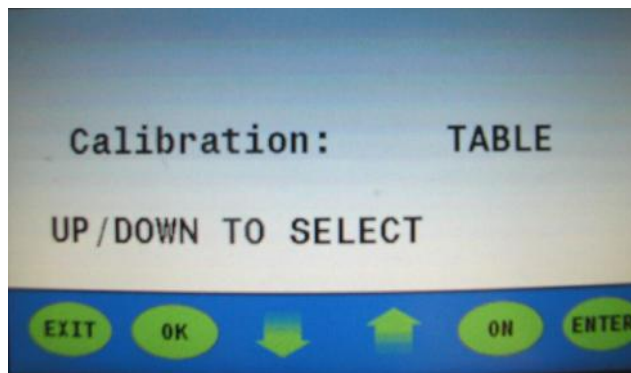 Calibration: TABLE
UP/DOWN TO SELECT
EXIT OK ON ENTER